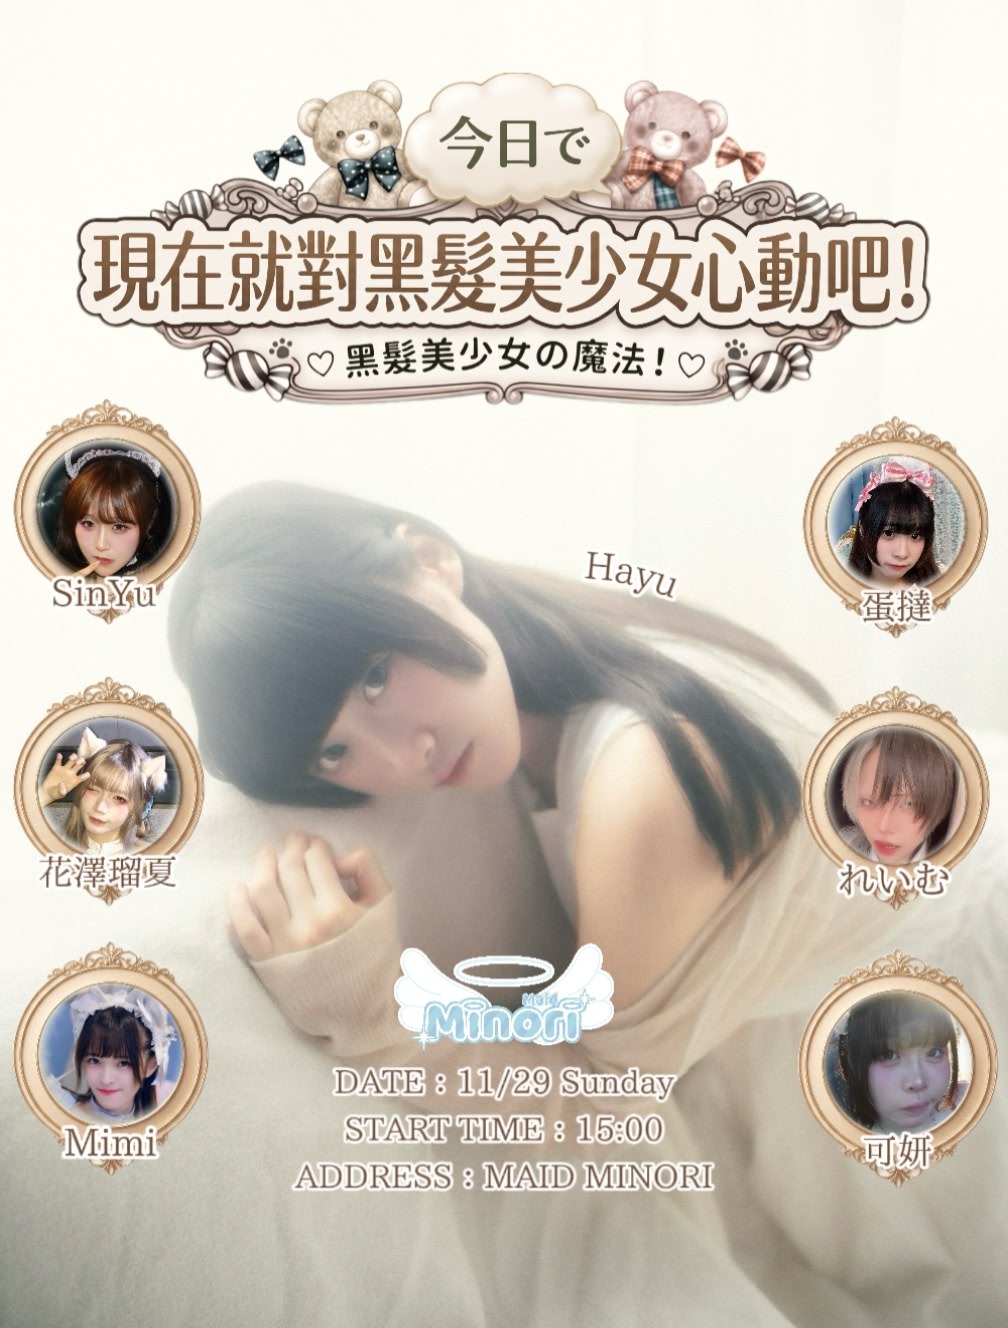 今日で
現在就對黑髮美少女心動吧!
♡黑髮美少女の魔法!♡
SinYu
Hayu
蛋撻
花澤瑠夏
れいむ
Mimi
可妍
Maid
Minori
DATE : 11/29 Sunday
START TIME : 15:00
ADDRESS : MAID MINORI